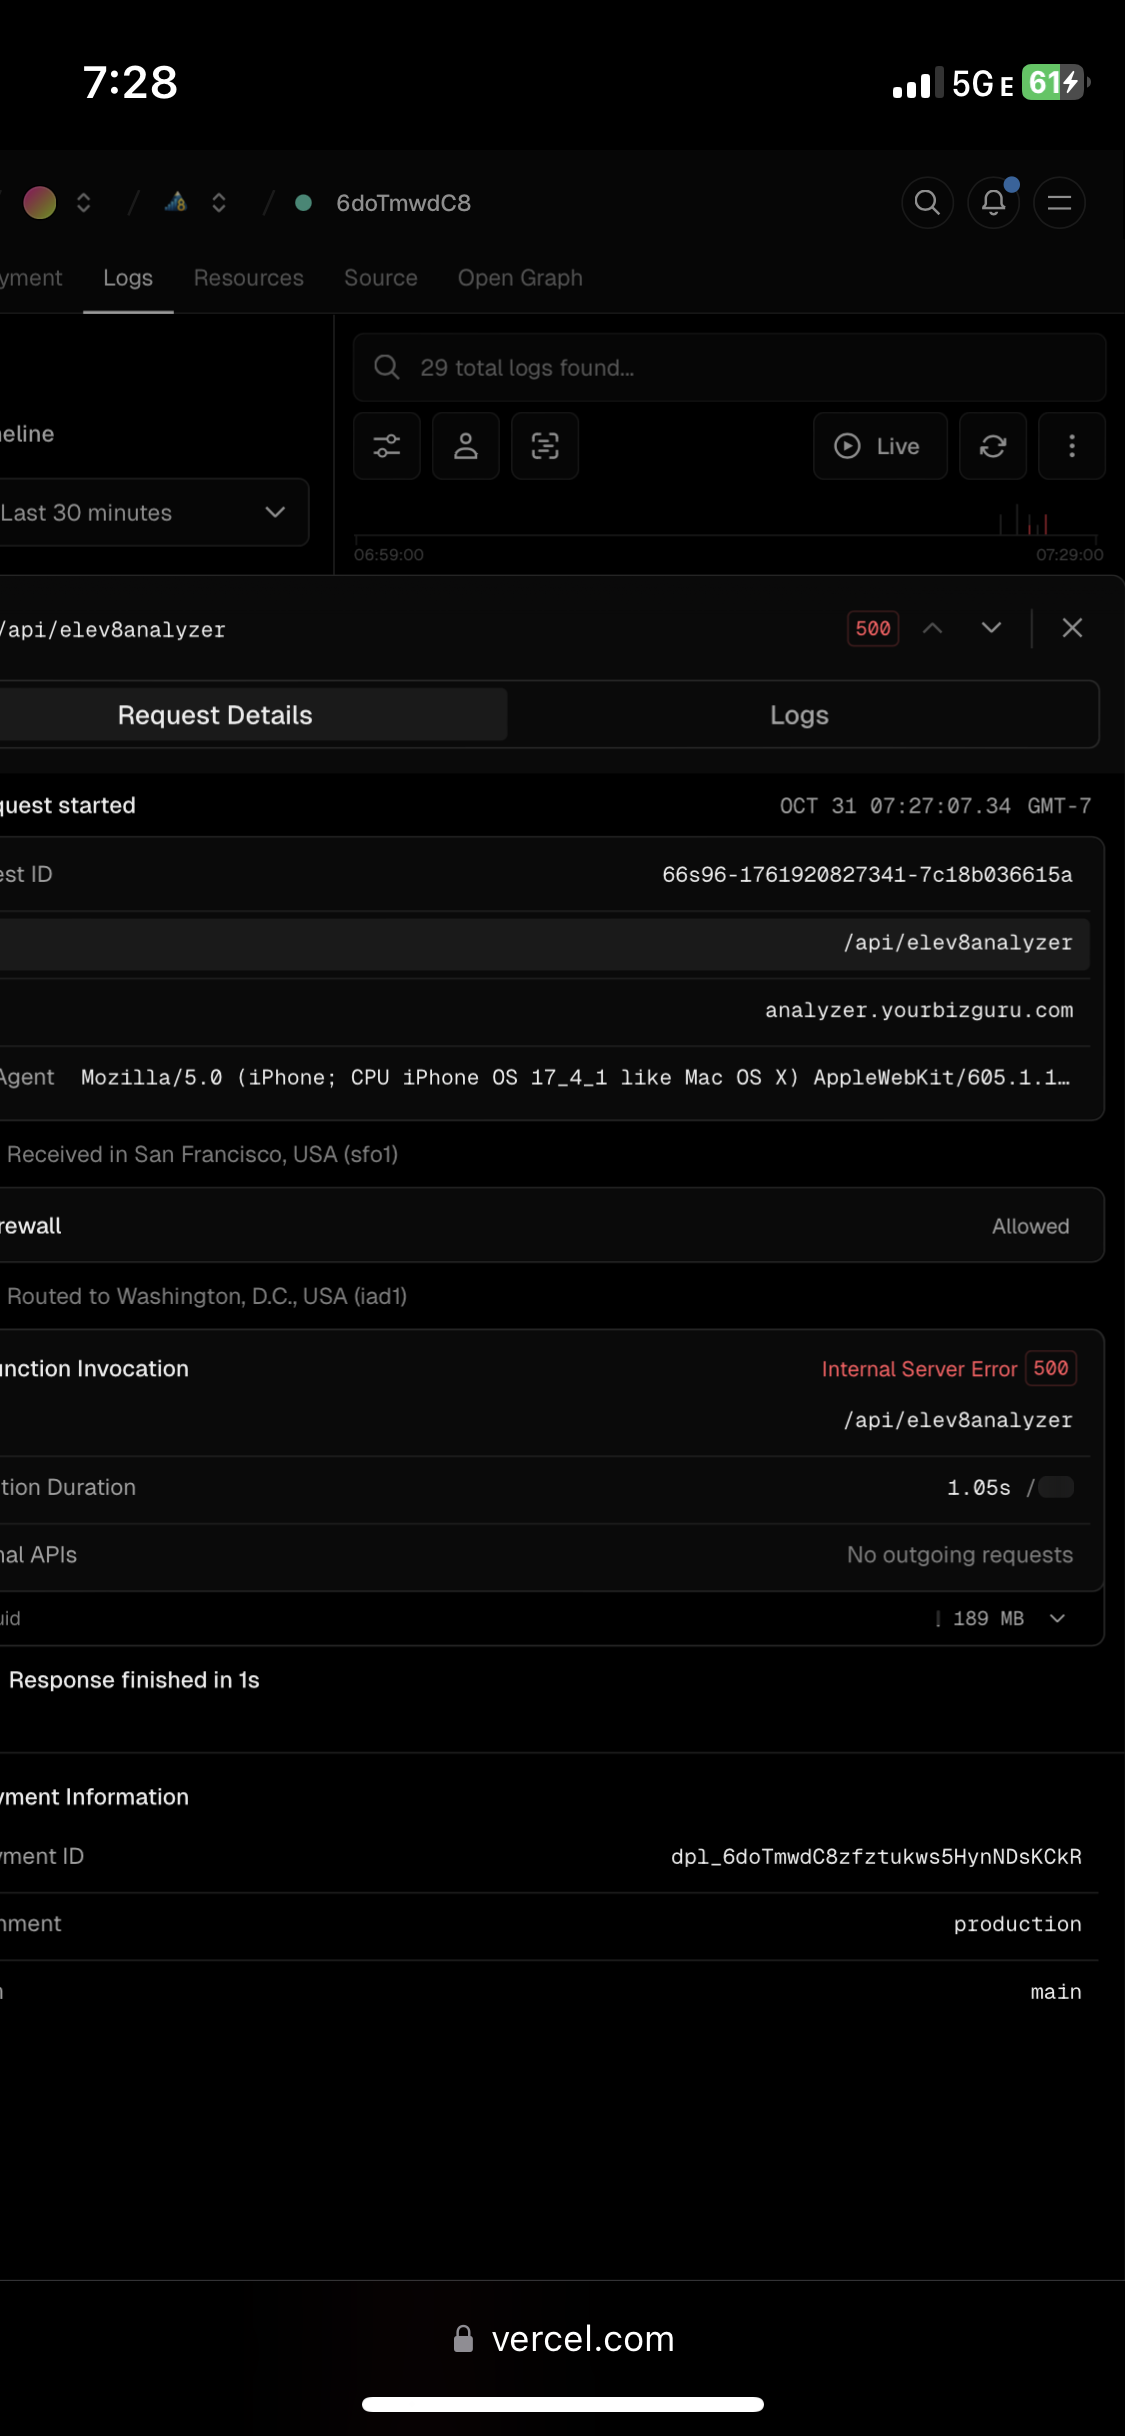 7:28
5G E 61
/ / / 6doTmwdC8
yment Logs Resources Source Open Graph
29 total logs found...
eline
Live
Last 30 minutes
06:59:00 07:29:00
/api/elev8analyzer 500
Request Details Logs
quest started OCT 31 07:27:07.34 GMT-7
est ID 66s96-1761920827341-7c18b036615a
/api/elev8analyzer
analyzer.yourbizguru.com
Agent Mozilla/5.0 (iPhone; CPU iPhone OS 17_4_1 like Mac OS X) AppleWebKit/605.1.1…
Received in San Francisco, USA (sfo1)
rewall Allowed
Routed to Washington, D.C., USA (iad1)
unction Invocation Internal Server Error 500
/api/elev8analyzer
tion Duration 1.05s /
nal APIs No outgoing requests
uid 189 MB
Response finished in 1s
yment Information
yment ID dpl_6doTmwdC8zfztukws5HynNDsKCkR
nment production
main
vercel.com